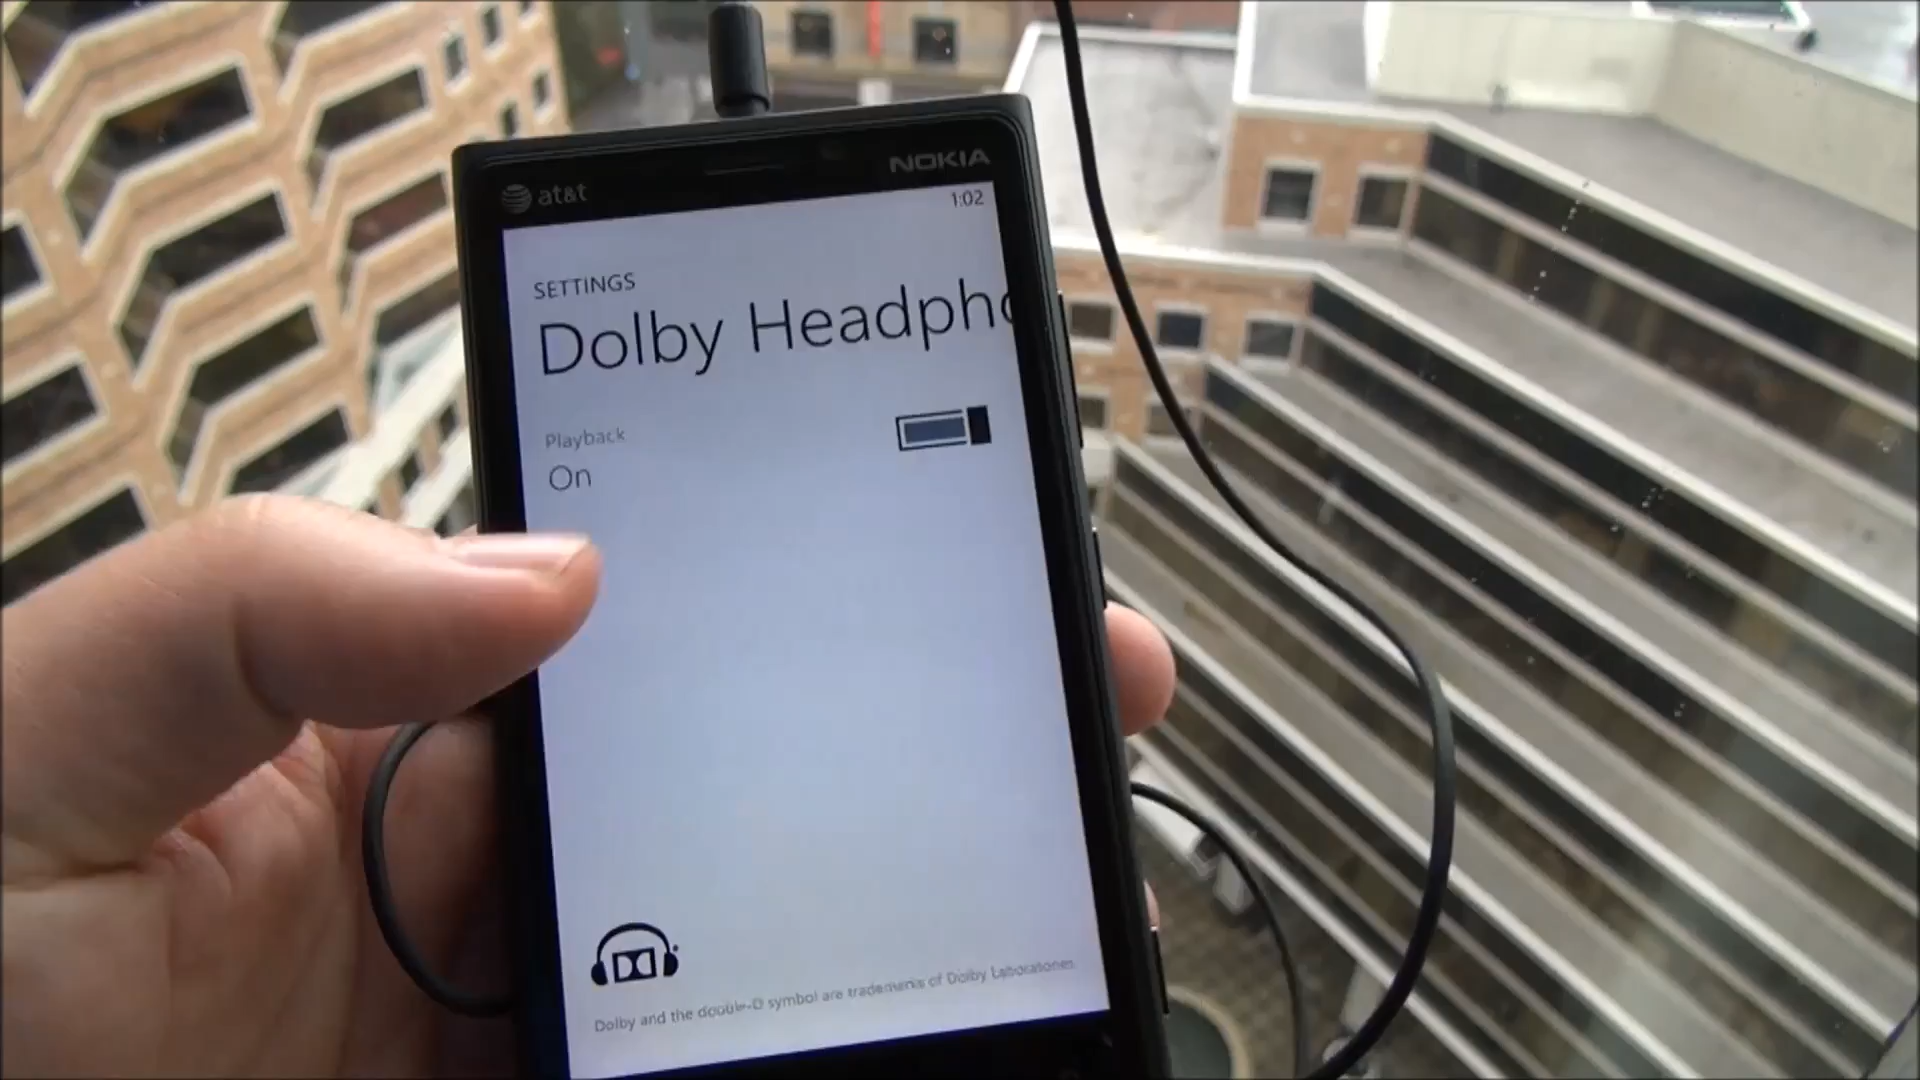 at&t
NOKIA
1:02
SETTINGS
Dolby Headpho
Playback
On
Dolby and the double-D symbol are trademarks of Dolby Laboratories